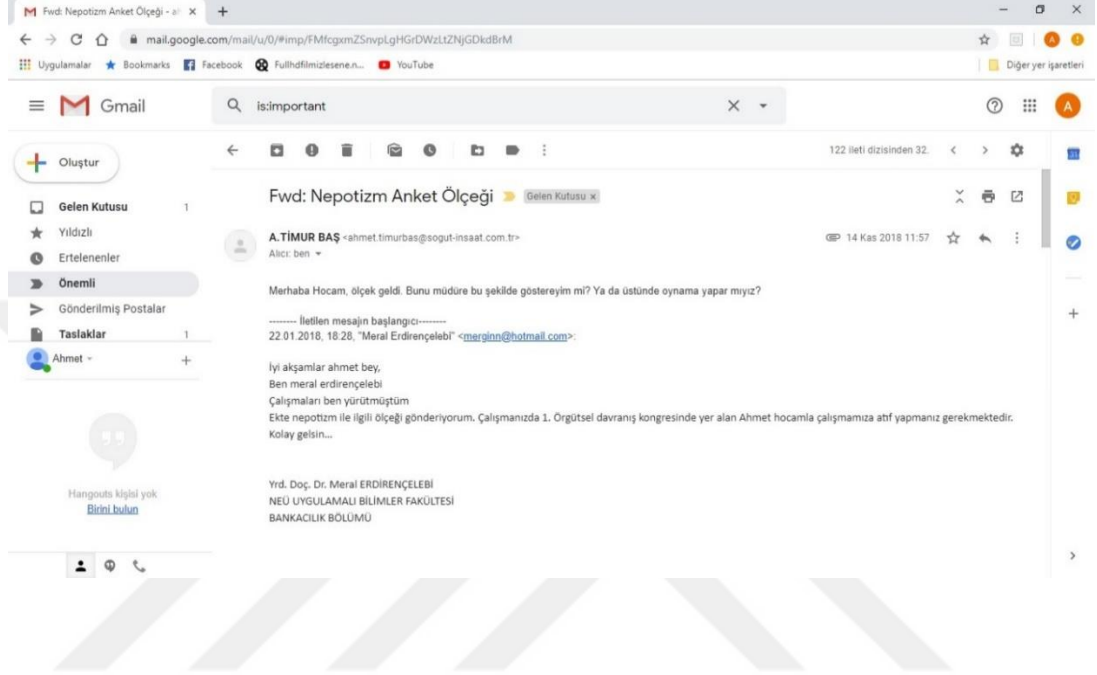 Fwd: Nepotizm Anket Ölçeği - a
mail.google.com/mail/u/0/#imp/FMfcgxmZSnvpLgHGrDWzLtZNjGDkdBrM
Uygulamalar Bookmarks Facebook Fullhdfilmizlesene.n... YouTube Diğer yer işaretleri
Gmail is:important A
Oluştur 122 ileti dizisinden 32.
Gelen Kutusu 1
Yıldızlı
Ertelenenler
Önemli
Gönderilmiş Postalar
Taslaklar 1
Ahmet
Hangouts kişisi yok
Birini bulun
Fwd: Nepotizm Anket Ölçeği Gelen Kutusu x
A.TİMUR BAŞ <ahmet.timurbas@sogut-insaat.com.tr> 14 Kas 2018 11:57
Alıcı: ben
Merhaba Hocam, ölçek geldi. Bunu müdüre bu şekilde göstereyim mi? Ya da üstünde oynama yapar mıyız?
-------- İletilen mesajın başlangıcı--------
22.01.2018, 18:28, "Meral Erdirençelebi" <merginn@hotmail.com>:
İyi akşamlar ahmet bey,
Ben meral erdirençelebi
Çalışmaları ben yürütmüştüm
Ekte nepotizm ile ilgili ölçeği gönderiyorum. Çalışmanızda 1. Örgütsel davranış kongresinde yer alan Ahmet hocamla çalışmamıza atıf yapmanız gerekmektedir.
Kolay gelsin...
Yrd. Doç. Dr. Meral ERDİRENÇELEBİ
NEÜ UYGULAMALI BİLİMLER FAKÜLTESİ
BANKACILIK BÖLÜMÜ